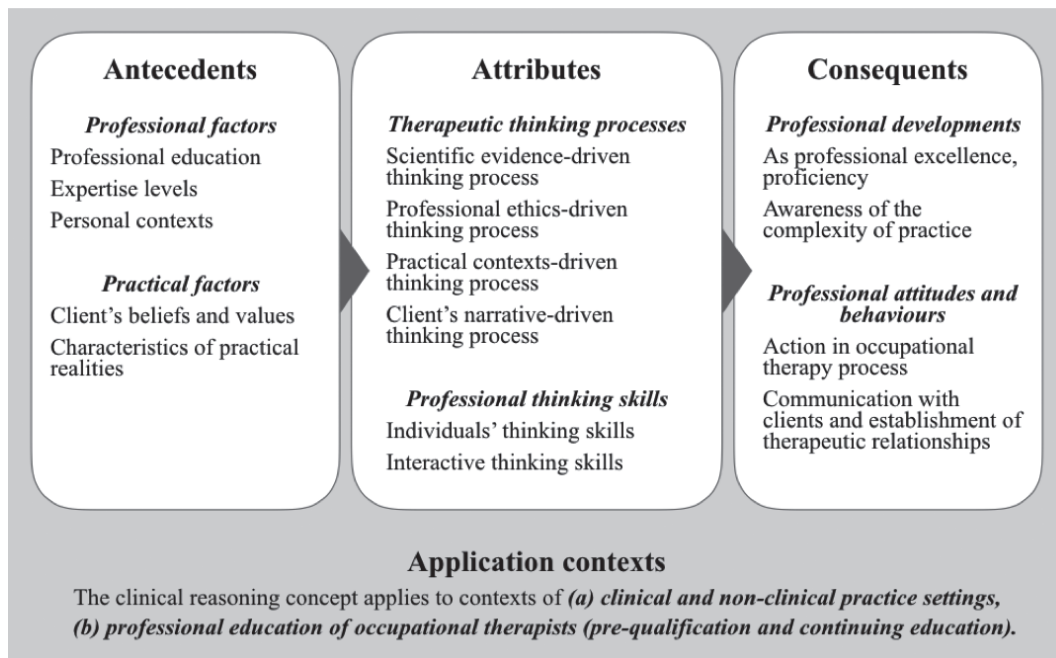 Antecedents
Professional factors
Professional education
Expertise levels
Personal contexts
Practical factors
Client’s beliefs and values
Characteristics of practical
realities
Attributes
Therapeutic thinking processes
Scientific evidence-driven
thinking process
Professional ethics-driven
thinking process
Practical contexts-driven
thinking process
Client’s narrative-driven
thinking process
Professional thinking skills
Individuals’ thinking skills
Interactive thinking skills
Consequents
Professional developments
As professional excellence,
proficiency
Awareness of the
complexity of practice
Professional attitudes and
behaviours
Action in occupational
therapy process
Communication with
clients and establishment of
therapeutic relationships
Application contexts
The clinical reasoning concept applies to contexts of (a) clinical and non-clinical practice settings,
(b) professional education of occupational therapists (pre-qualification and continuing education).